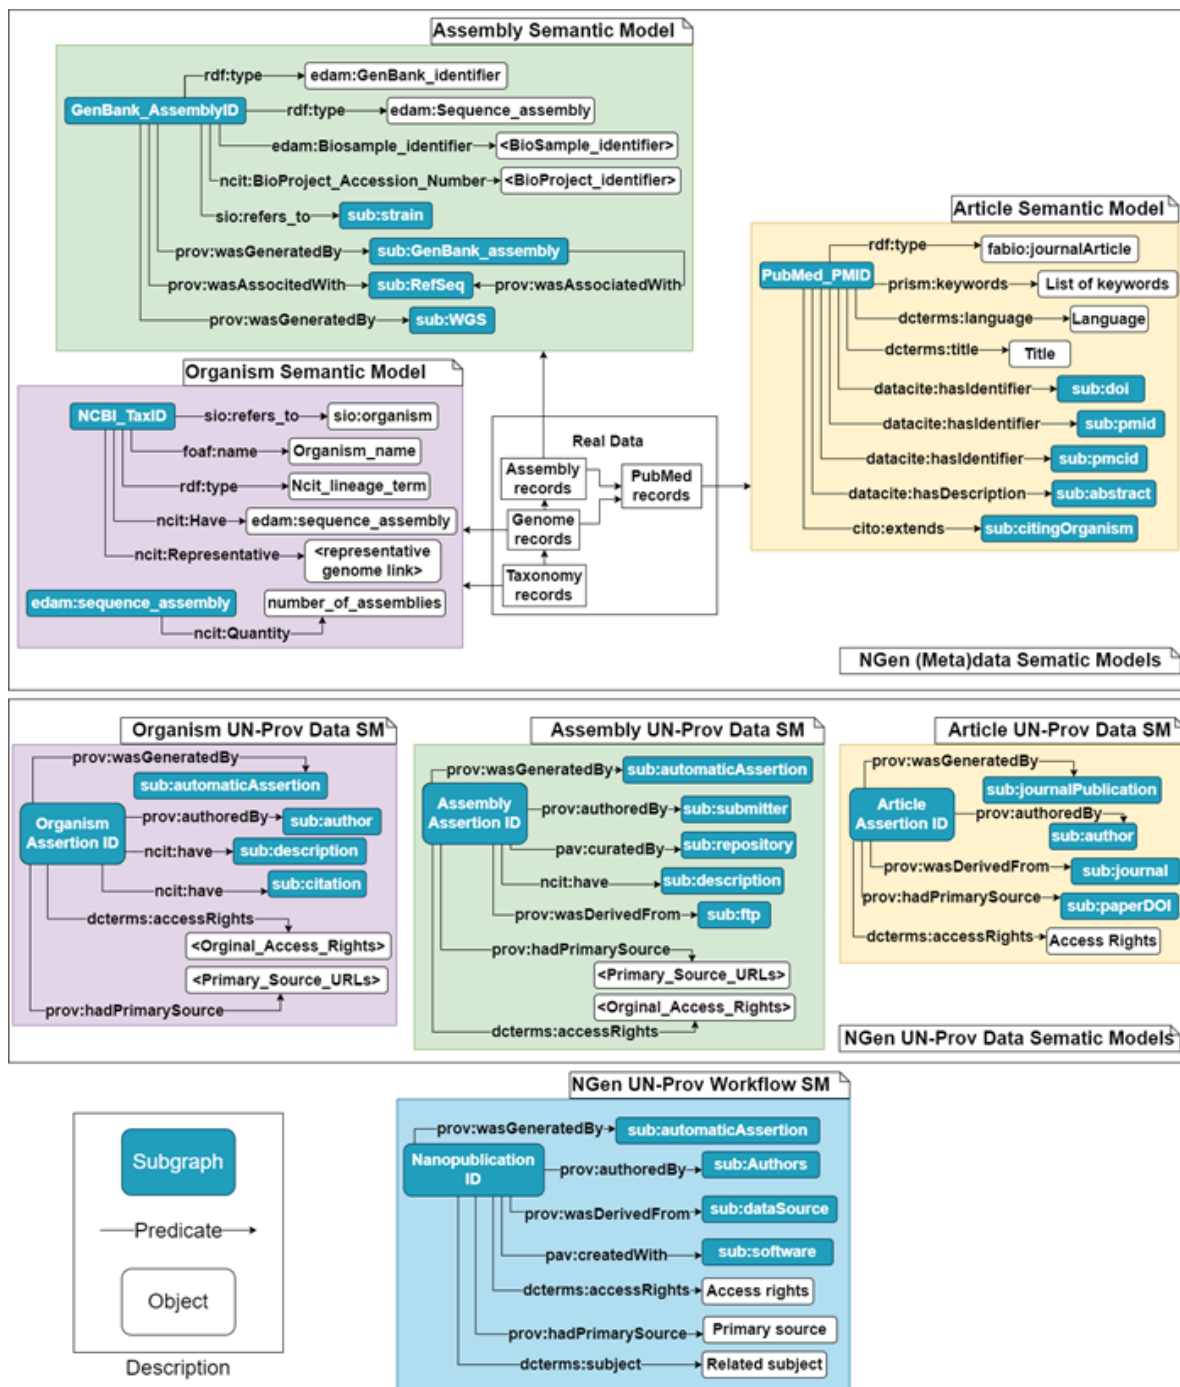 Assembly Semantic Model
rdf:type
edam:GenBank_identifier
GenBank_AssemblyID
rdf:type
edam:Sequence_assembly
edam:Biosample_identifier
<BioSample_identifier>
ncit:BioProject_Accession_Number
<BioProject_identifier>
sio:refers_to
sub:strain
prov:wasGeneratedBy
sub:GenBank_assembly
prov:wasAssocitedWith
sub:RefSeq
prov:wasAssociatedWith
prov:wasGeneratedBy
sub:WGS
Article Semantic Model
rdf:type
fabio:journalArticle
PubMed_PMID
prism:keywords
List of keywords
dcterms:language
Language
dcterms:title
Title
datacite:hasIdentifier
sub:doi
datacite:hasIdentifier
sub:pmid
datacite:hasIdentifier
sub:pmcid
datacite:hasDescription
sub:abstract
cito:extends
sub:citingOrganism
Organism Semantic Model
NCBI_TaxID
sio:refers_to
sio:organism
foaf:name
Organism_name
rdf:type
Ncit_lineage_term
ncit:Have
edam:sequence_assembly
ncit:Representative
<representative
genome link>
edam:sequence_assembly
number_of_assemblies
ncit:Quantity
Real Data
Assembly
records
PubMed
records
Genome
records
Taxonomy
records
NGen (Meta)data Sematic Models
Organism UN-Prov Data SM
prov:wasGeneratedBy
sub:automaticAssertion
Organism
Assertion ID
prov:authoredBy
sub:author
ncit:have
sub:description
ncit:have
sub:citation
dcterms:accessRights
<Orginal_Access_Rights>
<Primary_Source_URLs>
prov:hadPrimarySource
Assembly UN-Prov Data SM
prov:wasGeneratedBy
sub:automaticAssertion
Assembly
Assertion ID
prov:authoredBy
sub:submitter
pav:curatedBy
sub:repository
ncit:have
sub:description
prov:wasDerivedFrom
sub:ftp
prov:hadPrimarySource
<Primary_Source_URLs>
<Orginal_Access_Rights>
dcterms:accessRights
Article UN-Prov Data SM
prov:wasGeneratedBy
sub:journalPublication
Article
Assertion ID
prov:authoredBy
sub:author
prov:wasDerivedFrom
sub:journal
prov:hadPrimarySource
sub:paperDOI
dcterms:accessRights
Access Rights
NGen UN-Prov Data Sematic Models
NGen UN-Prov Workflow SM
prov:wasGeneratedBy
sub:automaticAssertion
Nanopublication
ID
prov:authoredBy
sub:Authors
prov:wasDerivedFrom
sub:dataSource
pav:createdWith
sub:software
dcterms:accessRights
Access rights
prov:hadPrimarySource
Primary source
dcterms:subject
Related subject
Subgraph
Predicate
Object
Description